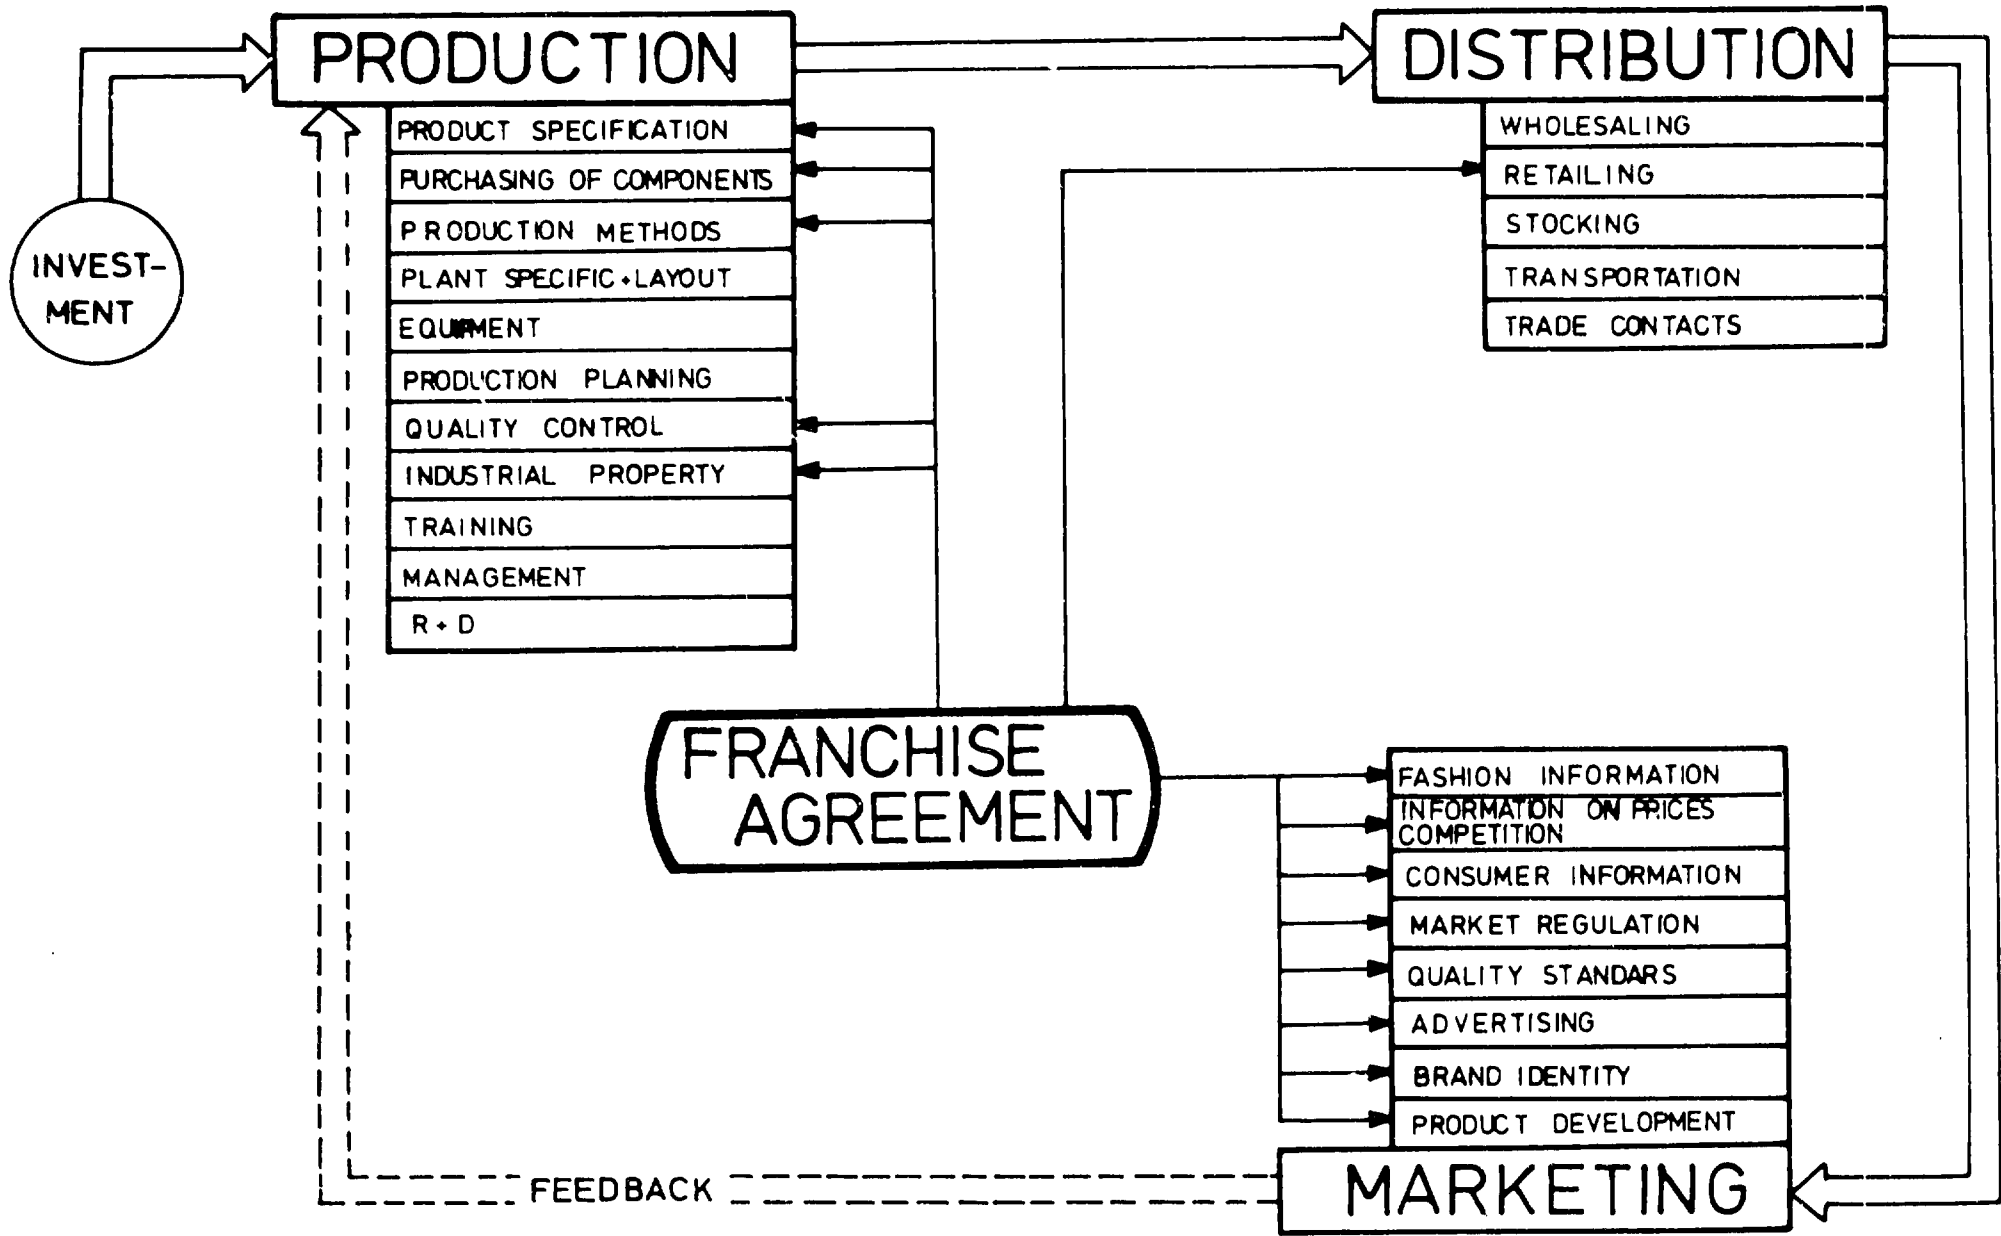 PRODUCTION
DISTRIBUTION
INVEST-
MENT
PRODUCT SPECIFICATION
PURCHASING OF COMPONENTS
PRODUCTION METHODS
PLANT SPECIFIC + LAYOUT
EQUIPMENT
PRODUCTION PLANNING
QUALITY CONTROL
INDUSTRIAL PROPERTY
TRAINING
MANAGEMENT
R + D
WHOLESALING
RETAILING
STOCKING
TRANSPORTATION
TRADE CONTACTS
FRANCHISE
AGREEMENT
FASHION INFORMATION
INFORMATION ON PRICES
COMPETITION
CONSUMER INFORMATION
MARKET REGULATION
QUALITY STANDARS
ADVERTISING
BRAND IDENTITY
PRODUCT DEVELOPMENT
MARKETING
FEEDBACK